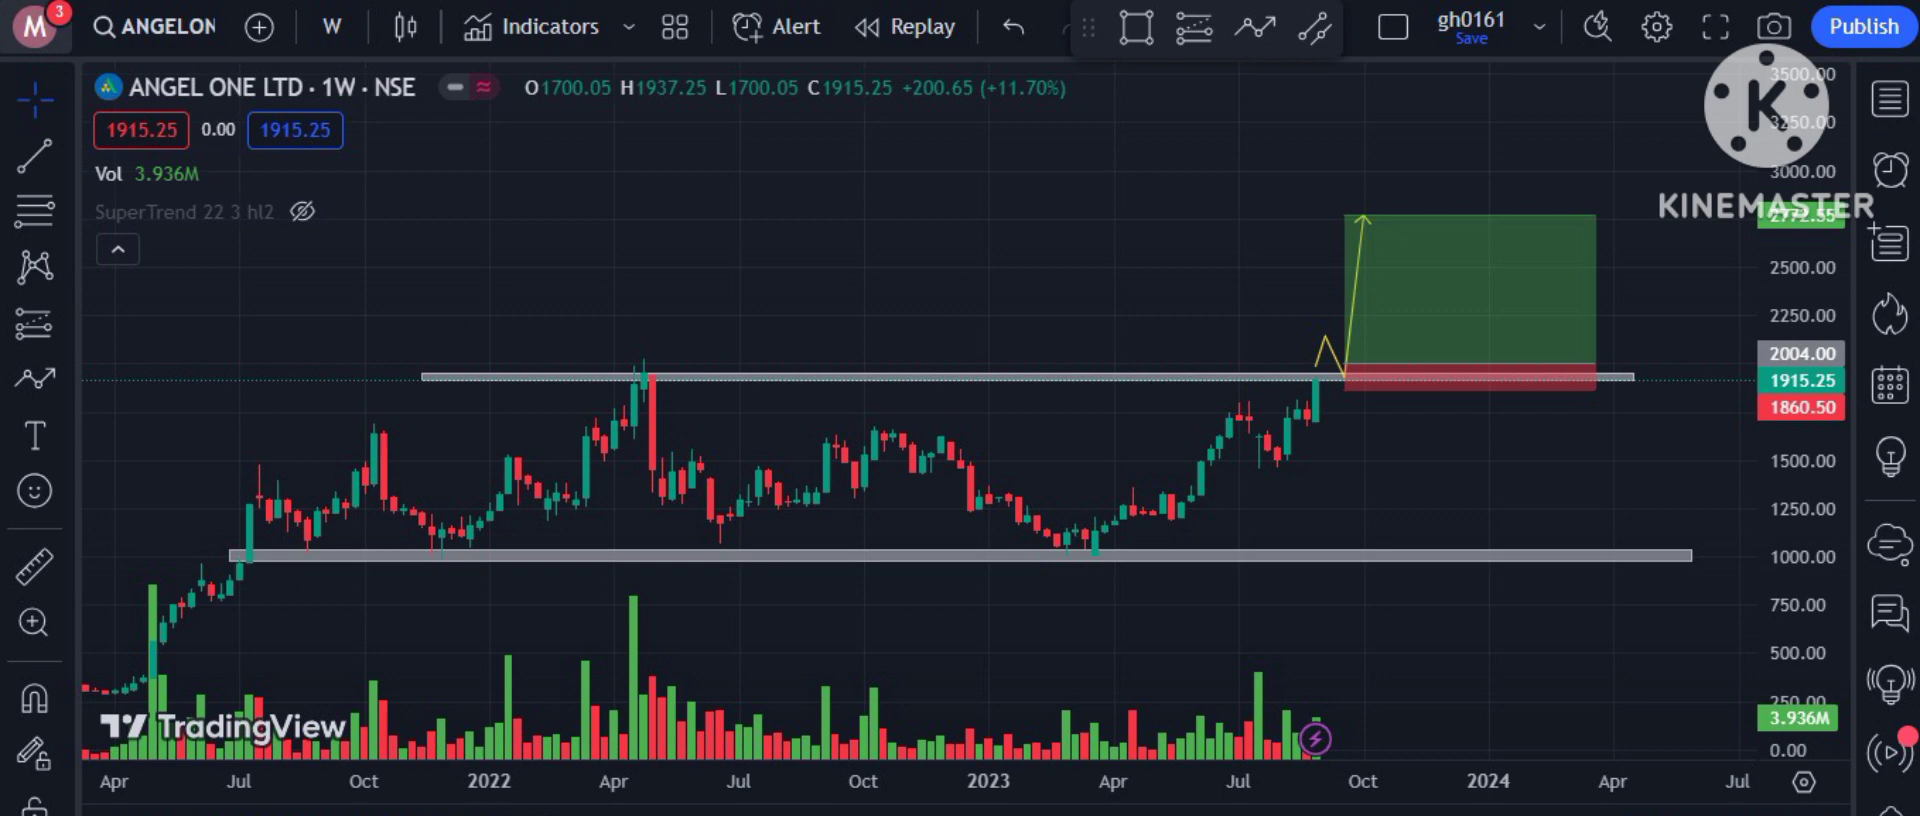 M 3 ANGELON W Indicators Alert Replay gh0161 Save Publish
ANGEL ONE LTD · 1W · NSE O1700.05 H1937.25 L1700.05 C1915.25 +200.65 (+11.70%)
1915.25 0.00 1915.25
Vol 3.936M
SuperTrend 22 3 hl2
K
KINEMASTER
3500.00
3250.00
3000.00
2772.55
2500.00
2250.00
2004.00
1915.25
1860.50
1500.00
1250.00
1000.00
750.00
500.00
250.00
3.936M
0.00
TradingView
Apr Jul Oct 2022 Apr Jul Oct 2023 Apr Jul Oct 2024 Apr Jul